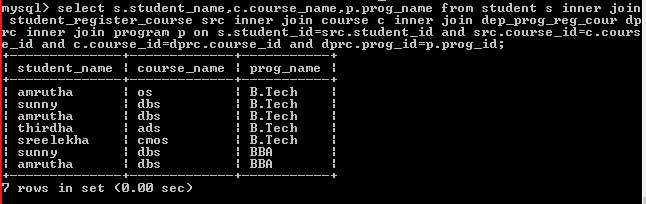 mysql> select s.student_name,c.course_name,p.prog_name from student s inner join
 student_register_course src inner join course c inner join dep_prog_reg_cour dp
rc inner join program p on s.student_id=src.student_id and src.course_id=c.cours
e_id and c.course_id=dprc.course_id and dprc.prog_id=p.prog_id;
+--------------+-------------+-----------+
| student_name | course_name | prog_name |
+--------------+-------------+-----------+
| amrutha | os | B.Tech |
| sunny | dbs | B.Tech |
| amrutha | dbs | B.Tech |
| thirdha | ads | B.Tech |
| sreelekha | cmos | B.Tech |
| sunny | dbs | BBA |
| amrutha | dbs | BBA |
+--------------+-------------+-----------+
7 rows in set (0.00 sec)